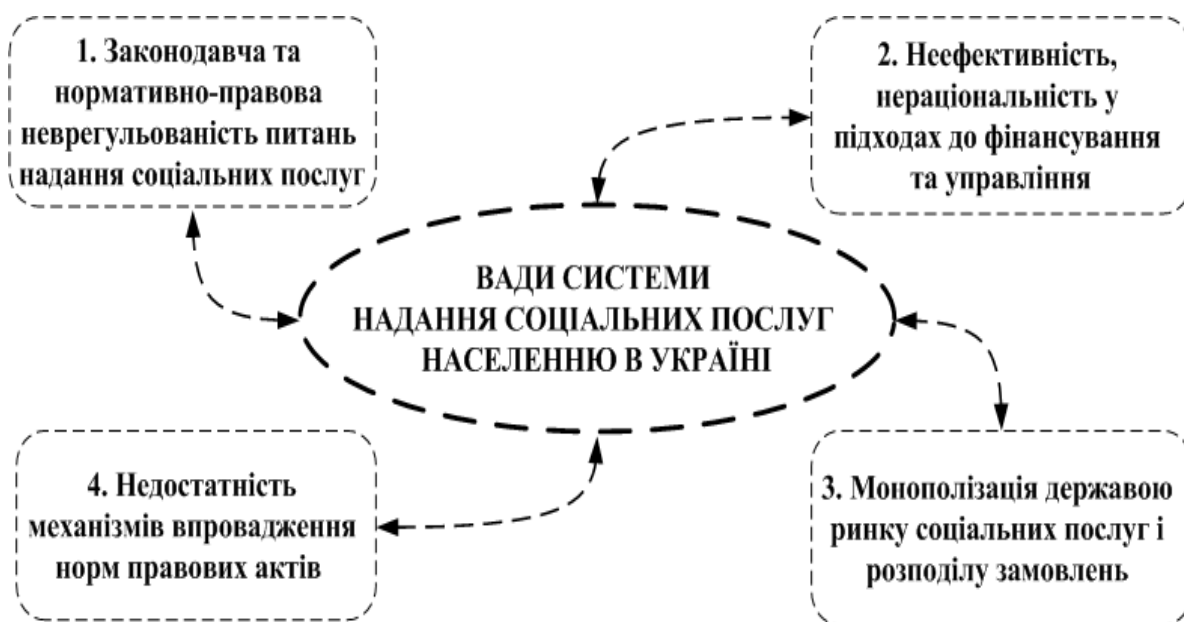 1. Законодавча та
нормативно-правова
неврегульованість питань
надання соціальних послуг
2. Неефективність,
нераціональність у
підходах до фінансування
та управління
ВАДИ СИСТЕМИ
НАДАННЯ СОЦІАЛЬНИХ ПОСЛУГ
НАСЕЛЕННЮ В УКРАЇНІ
4. Недостатність
механізмів впровадження
норм правових актів
3. Монополізація державою
ринку соціальних послуг і
розподілу замовлень